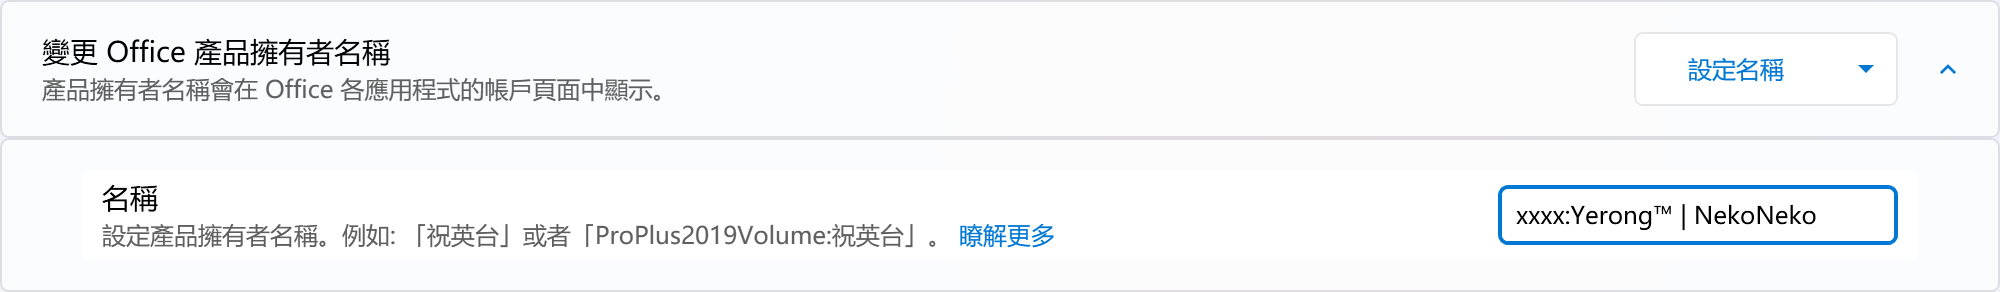 變更 Office 產品擁有者名稱
產品擁有者名稱會在 Office 各應用程式的帳戶頁面中顯示。
設定名稱
名稱
設定產品擁有者名稱。例如: 「祝英台」或者「ProPlus2019Volume:祝英台」。 瞭解更多
xxxx:Yerong™ | NekoNeko